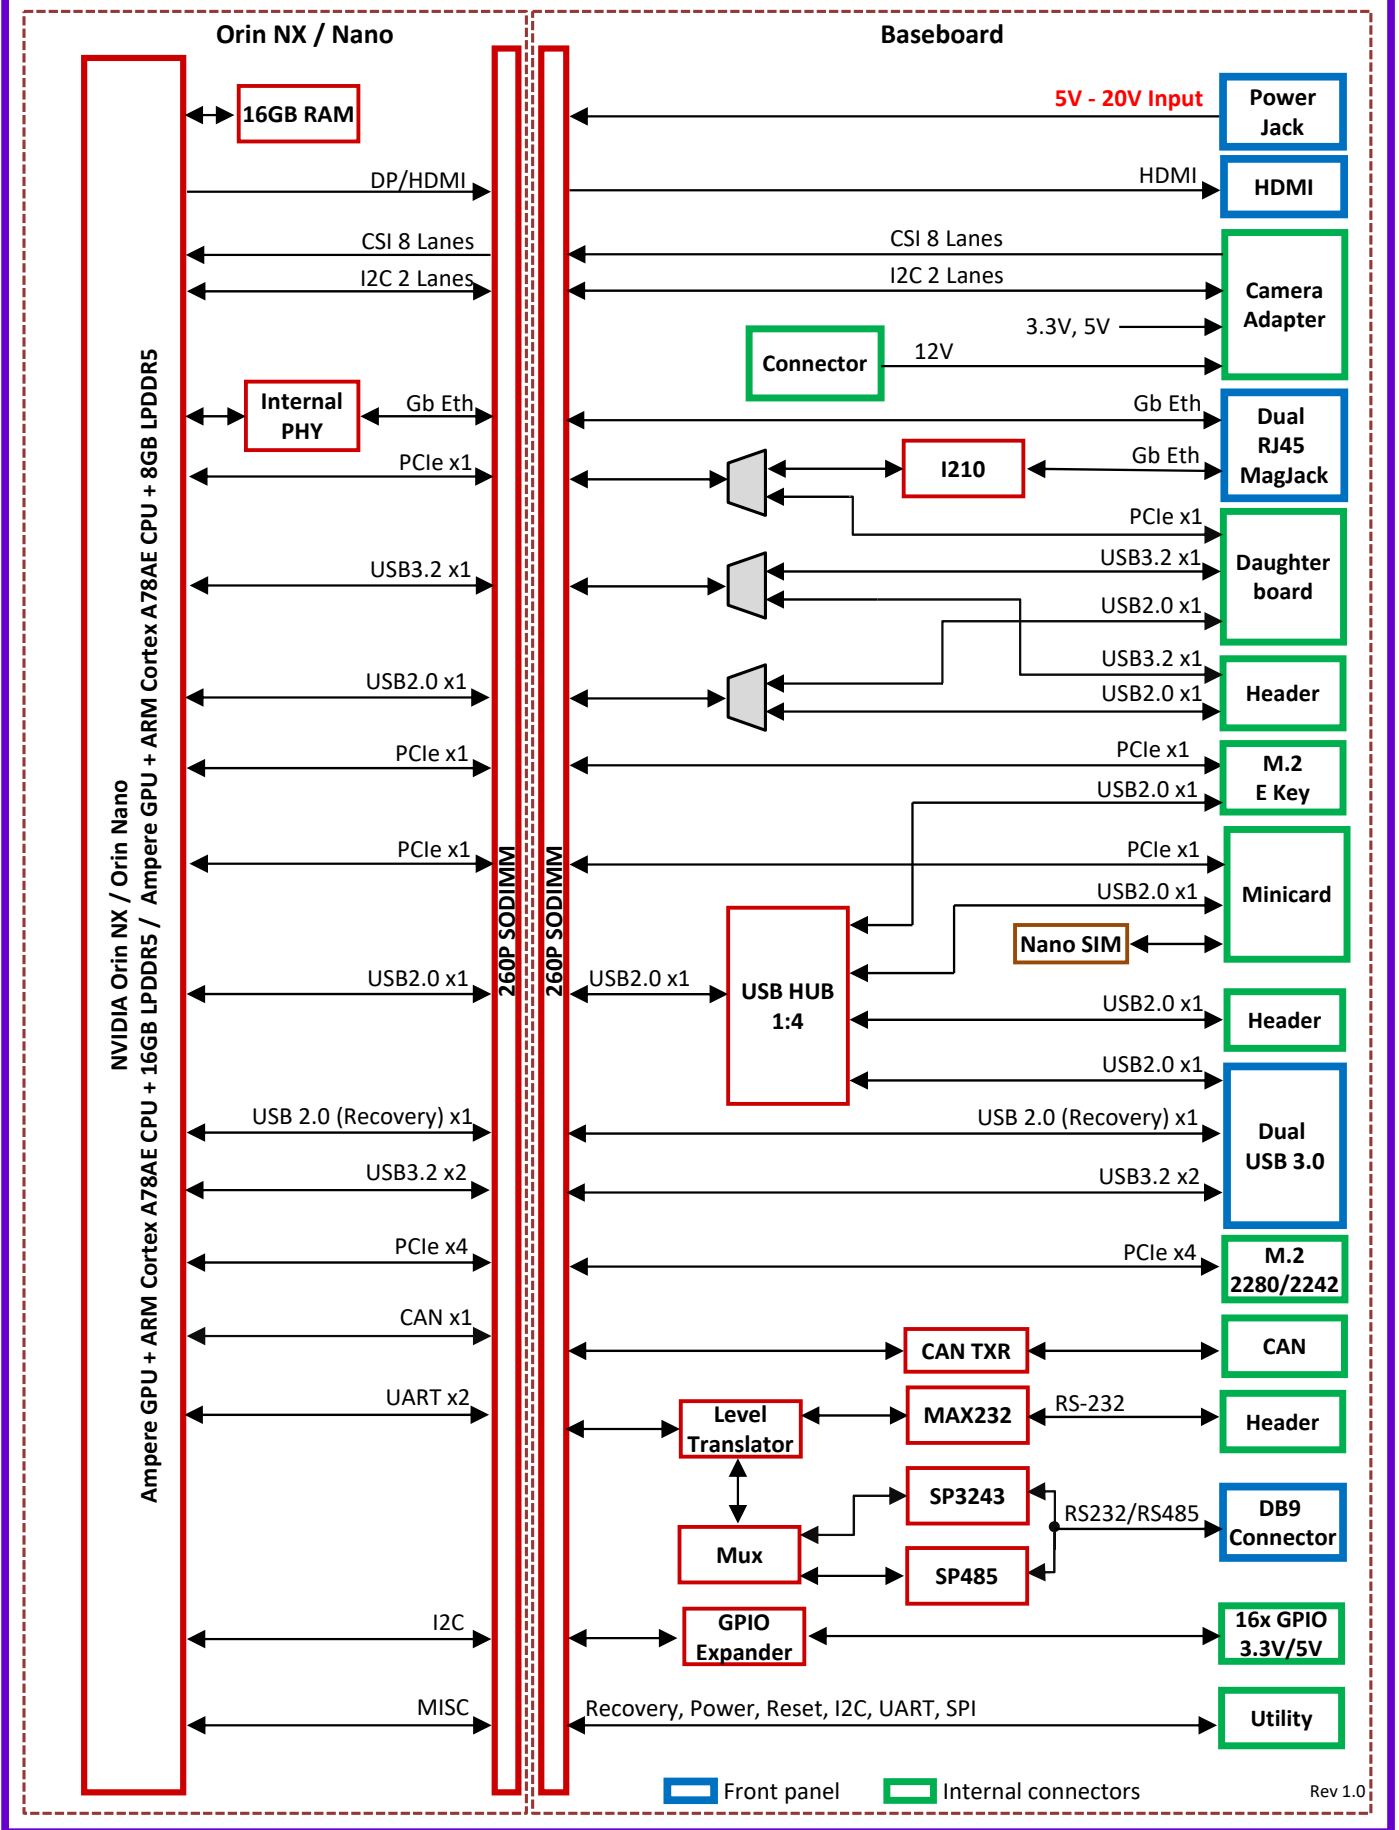 Orin NX / Nano
Baseboard
16GB RAM
5V - 20V Input
Power
Jack
DP/HDMI
HDMI
HDMI
CSI 8 Lanes
CSI 8 Lanes
I2C 2 Lanes
I2C 2 Lanes
3.3V, 5V
Camera
Adapter
Connector
12V
Internal
PHY
Gb Eth
Gb Eth
Dual
RJ45
MagJack
PCIe x1
I210
Gb Eth
PCIe x1
USB3.2 x1
USB3.2 x1
Daughter
board
USB2.0 x1
USB2.0 x1
USB3.2 x1
USB2.0 x1
Header
PCIe x1
PCIe x1
M.2
E Key
USB2.0 x1
PCIe x1
PCIe x1
USB2.0 x1
Minicard
Nano SIM
NVIDIA Orin NX / Orin Nano
Ampere GPU + ARM Cortex A78AE CPU + 16GB LPDDR5 / Ampere GPU + ARM Cortex A78AE CPU + 8GB LPDDR5
260P SODIMM
260P SODIMM
USB2.0 x1
USB2.0 x1
USB HUB
1:4
USB2.0 x1
Header
USB2.0 x1
USB 2.0 (Recovery) x1
USB 2.0 (Recovery) x1
Dual
USB 3.0
USB3.2 x2
USB3.2 x2
PCIe x4
PCIe x4
M.2
2280/2242
CAN x1
CAN TXR
CAN
UART x2
Level
Translator
MAX232
RS-232
Header
SP3243
Mux
SP485
RS232/RS485
DB9
Connector
I2C
GPIO
Expander
16x GPIO
3.3V/5V
MISC
Recovery, Power, Reset, I2C, UART, SPI
Utility
Front panel
Internal connectors
Rev 1.0